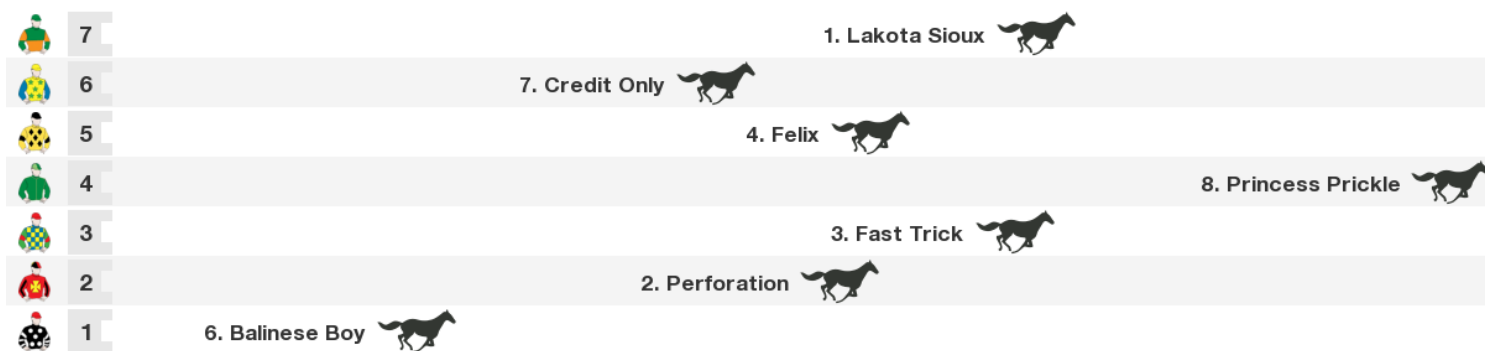 7 1. Lakota Sioux
6 7. Credit Only
5 4. Felix
4 8. Princess Prickle
3 3. Fast Trick
2 2. Perforation
1 6. Balinese Boy